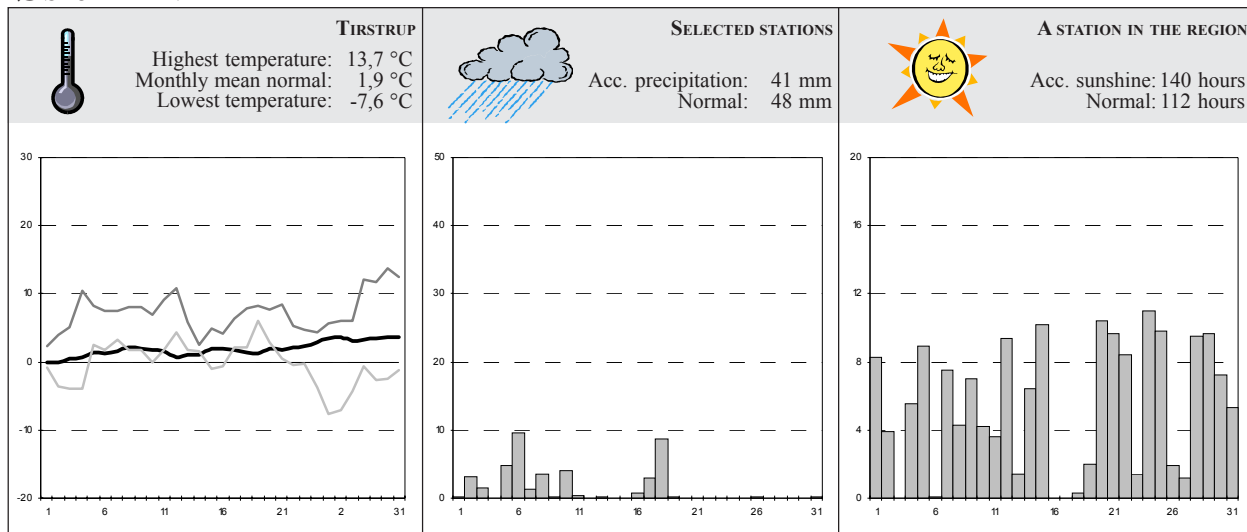 TIRSTRUP
Highest temperature: 13,7 °C
Monthly mean normal: 1,9 °C
Lowest temperature: -7,6 °C
SELECTED STATIONS
Acc. precipitation: 41 mm
Normal: 48 mm
A STATION IN THE REGION
Acc. sunshine: 140 hours
Normal: 112 hours
30
20
10
0
-10
-20
1 6 11 16 21 2 31
50
40
30
20
10
0
1 6 11 16 21 26 31
20
16
12
8
4
0
1 6 11 16 21 26 31